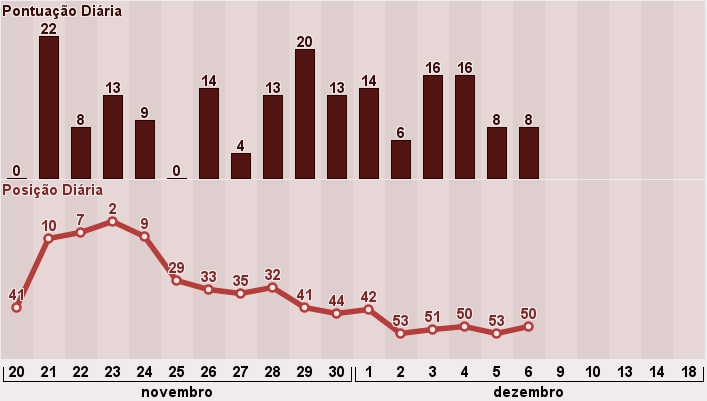 Pontuação Diária
0 22 8 13 9 0 14 4 13 20 13 14 6 16 16 8 8
Posição Diária
41 10 7 2 9 29 33 35 32 41 44 42 53 51 50 53 50
20 21 22 23 24 25 26 27 28 29 30 1 2 3 4 5 6 9 10 13 14 18
novembro dezembro